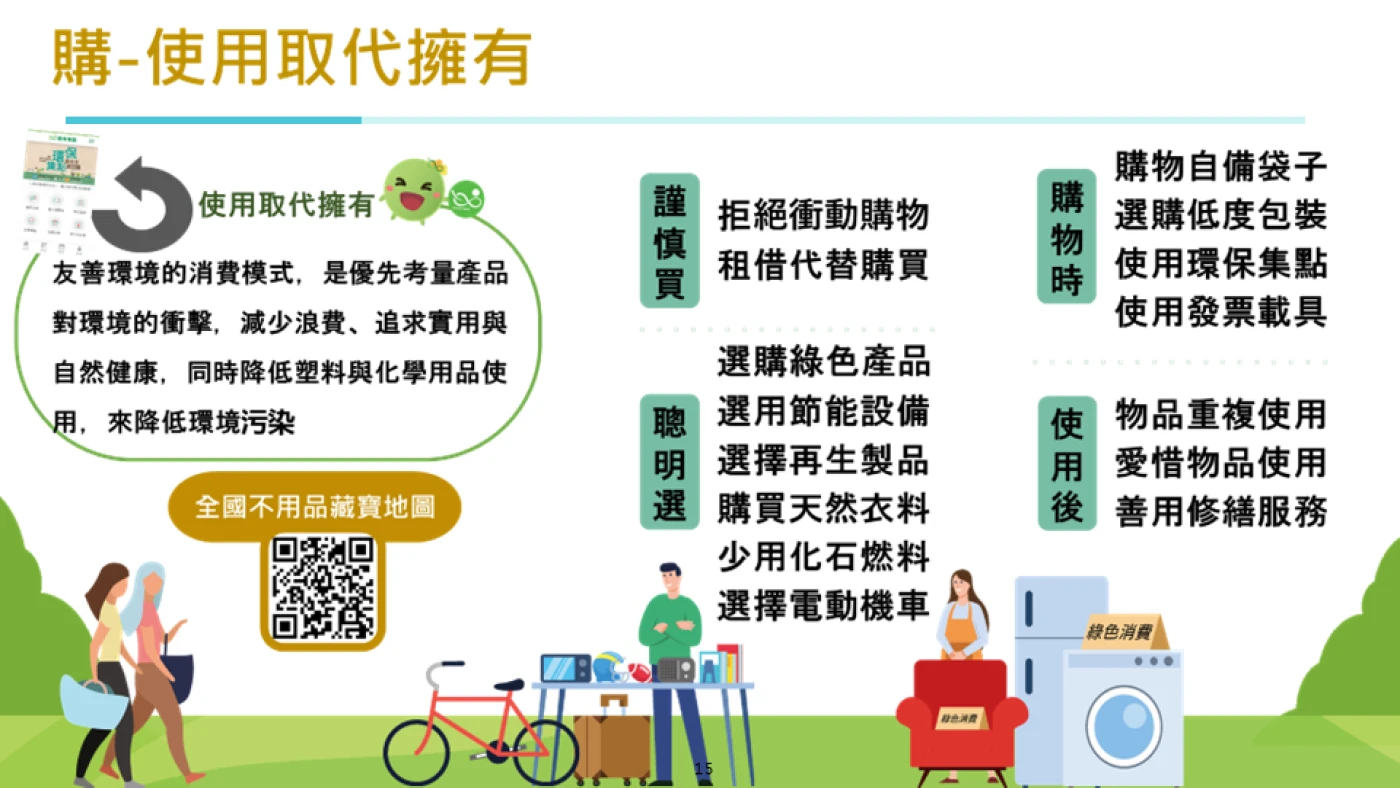 購-使用取代擁有
環保
集點
使用取代擁有
友善環境的消費模式，是優先考量產品
對環境的衝擊，減少浪費、追求實用與
自然健康，同時降低塑料與化學用品使
用，來降低環境污染
全國不用品藏寶地圖
謹慎買
拒絕衝動購物
租借代替購買
聰明選
選購綠色產品
選用節能設備
選擇再生製品
購買天然衣料
少用化石燃料
選擇電動機車
購物時
購物自備袋子
選購低度包裝
使用環保集點
使用發票載具
使用後
物品重複使用
愛惜物品使用
善用修繕服務
綠色消費
綠色消費
15